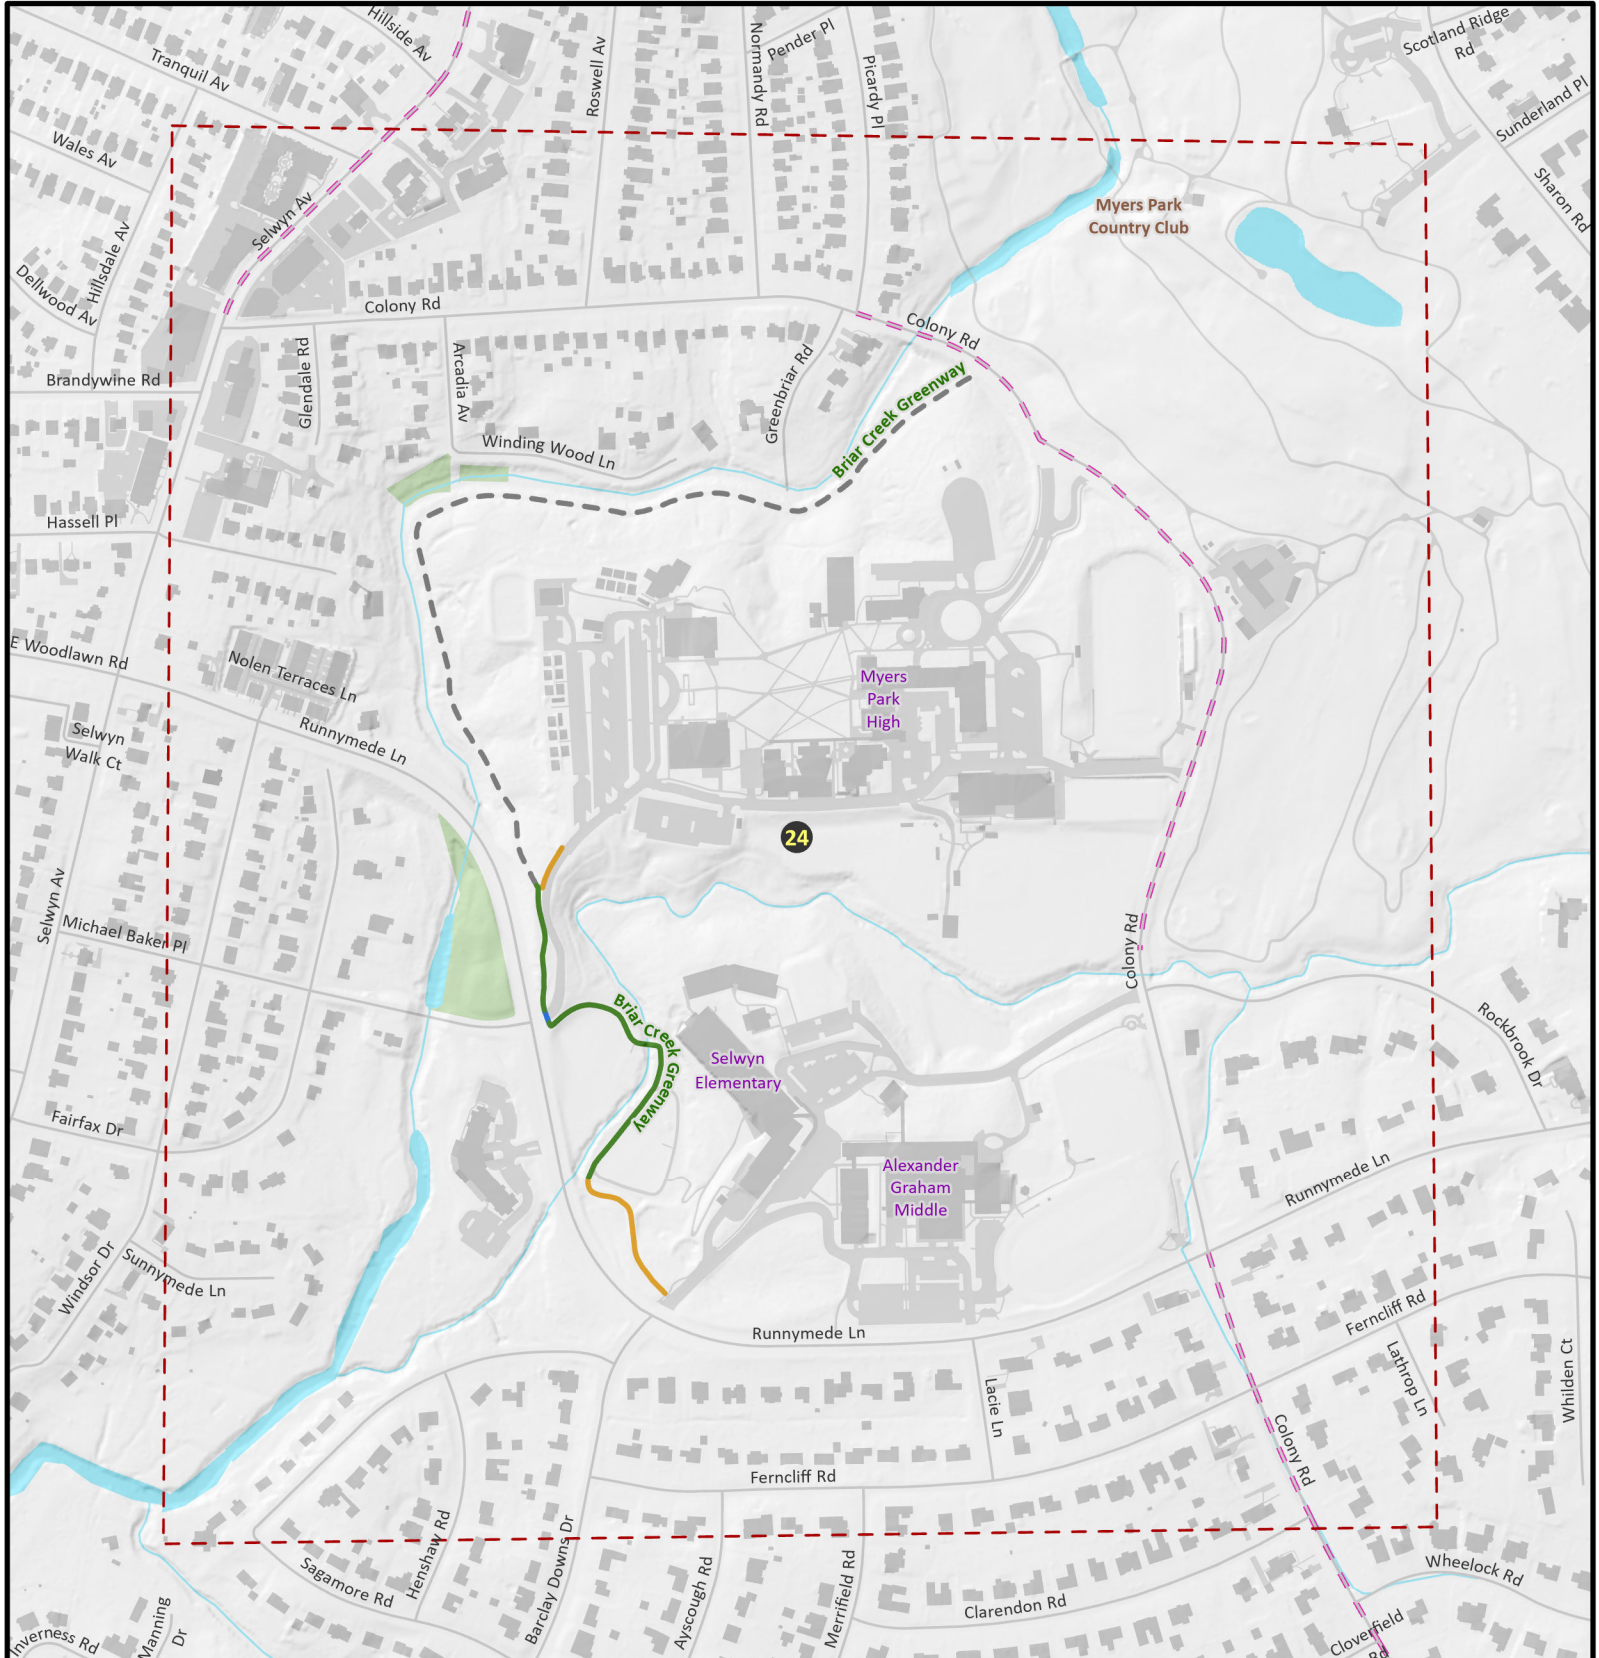 Hillside Av
Scotland Ridge
Rd
Tranquil Av
Roswell Av
Normandy Rd
Pender Pl
Picardy Pl
Sunderland Pl
Wales Av
Sharon Rd
Selwyn Av
Myers Park
Country Club
Hillsdale Av
Dellwood Av
Colony Rd
Colony Rd
Brandywine Rd
Glendale Rd
Arcadia Av
Greenbriar Rd
Briar Creek Greenway
Winding Wood Ln
Hassell Pl
E Woodlawn Rd
Nolen Terraces Ln
Runnymede Ln
Selwyn
Walk Ct
Myers
Park
High
24
Selwyn Av
Michael Baker Pl
Colony Rd
Briar Creek Greenway
Selwyn
Elementary
Rockbrook Dr
Fairfax Dr
Alexander
Graham
Middle
Runnymede Ln
Windsor Dr
Sunnymede Ln
Runnymede Ln
Ferncliff Rd
Lathrop Ln
Whilden Ct
Lacie Ln
Colony Rd
Ferncliff Rd
Henshaw Rd
Sagamore Rd
Barclay Downs Dr
Ayscough Rd
Merrifield Rd
Clarendon Rd
Wheelock Rd
Cloverfield
Rd
Inverness Rd
Manning
Dr